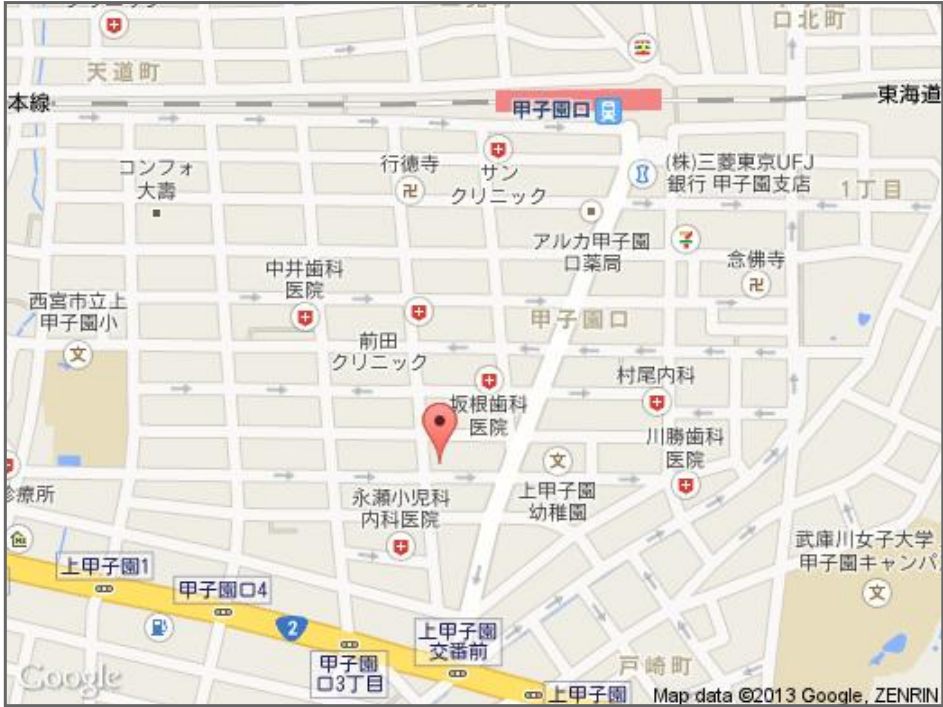 口北町
天道町
本線
東海道
甲子園口
コンフォ
大壽
行徳寺
サン
クリニック
(株)三菱東京UFJ
銀行 甲子園支店
1丁目
アルカ甲子園
口薬局
念佛寺
中井歯科
医院
西宮市立上
甲子園小
甲子園口
前田
クリニック
村尾内科
坂根歯科
医院
川勝歯科
医院
診療所
永瀬小児科
内科医院
上甲子園
幼稚園
武庫川女子大学
甲子園キャンパ
上甲子園1
甲子園口4
2
上甲子園
交番前
甲子園
口3丁目
戸崎町
上甲子園
Google
Map data ©2013 Google, ZENRIN